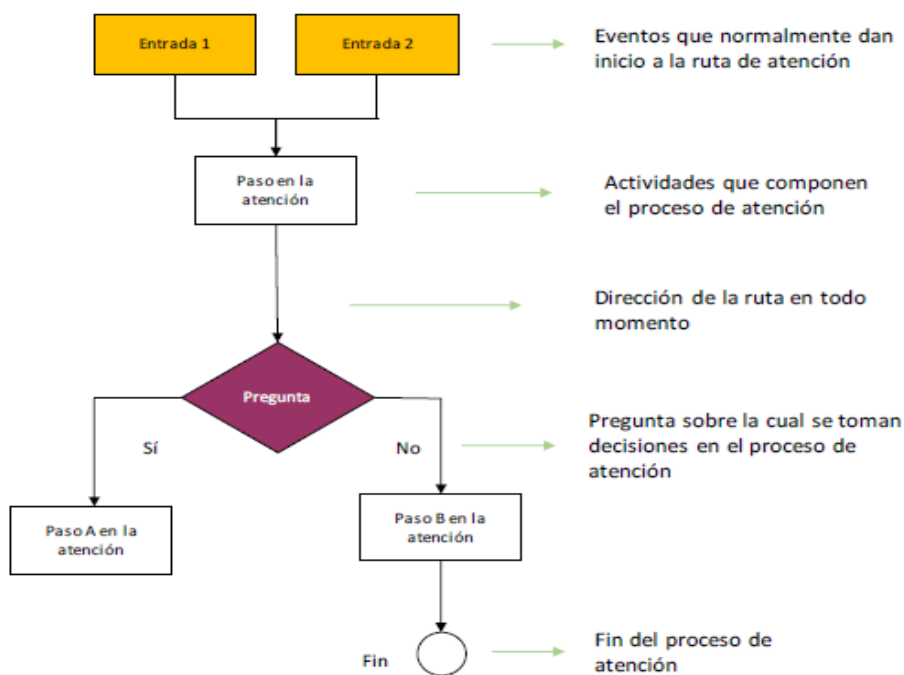 Entrada 1
Entrada 2
Eventos que normalmente dan
inicio a la ruta de atención
Paso en la
atención
Actividades que componen
el proceso de atención
Dirección de la ruta en todo
momento
Pregunta
Sí
No
Pregunta sobre la cual se toman
decisiones en el proceso de
atención
Paso A en la
atención
Paso B en la
atención
Fin
Fin del proceso de
atención